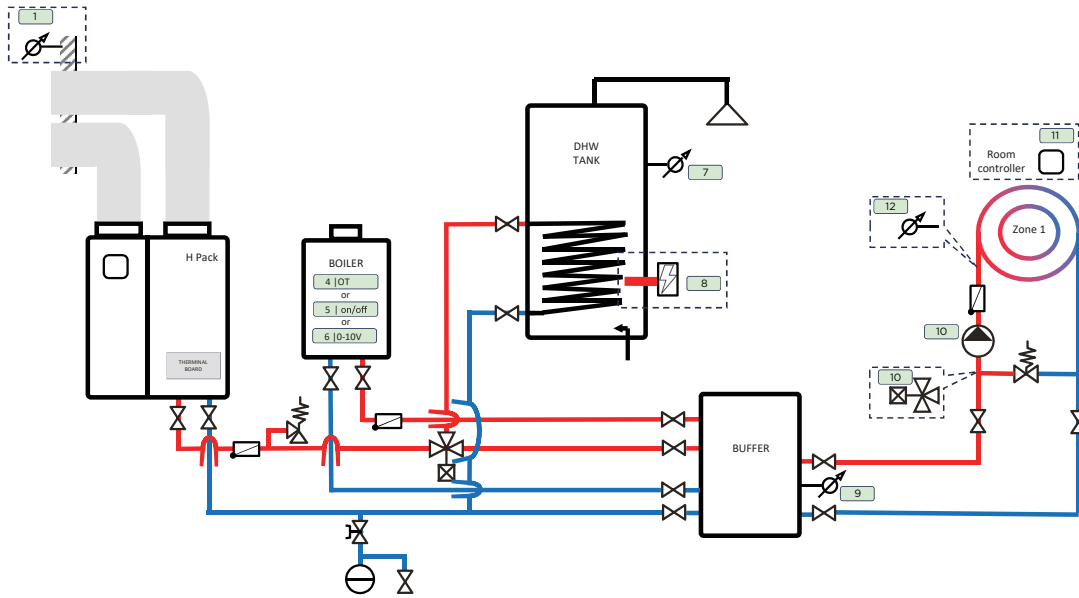 1
DHW
TANK
7
11
Room
controller
12
Zone 1
H Pack
BOILER
4 |OT
or
5 | on/off
or
6 |0-10V
8
THERMINAL
BOARD
10
10
BUFFER
9